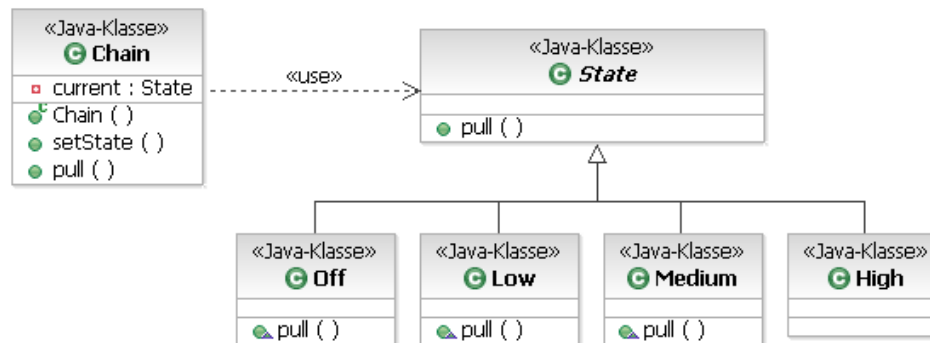 «Java-Klasse»
Chain
current : State
Chain ( )
setState ( )
pull ( )
«use»
«Java-Klasse»
State
pull ( )
«Java-Klasse»
Off
pull ( )
«Java-Klasse»
Low
pull ( )
«Java-Klasse»
Medium
pull ( )
«Java-Klasse»
High